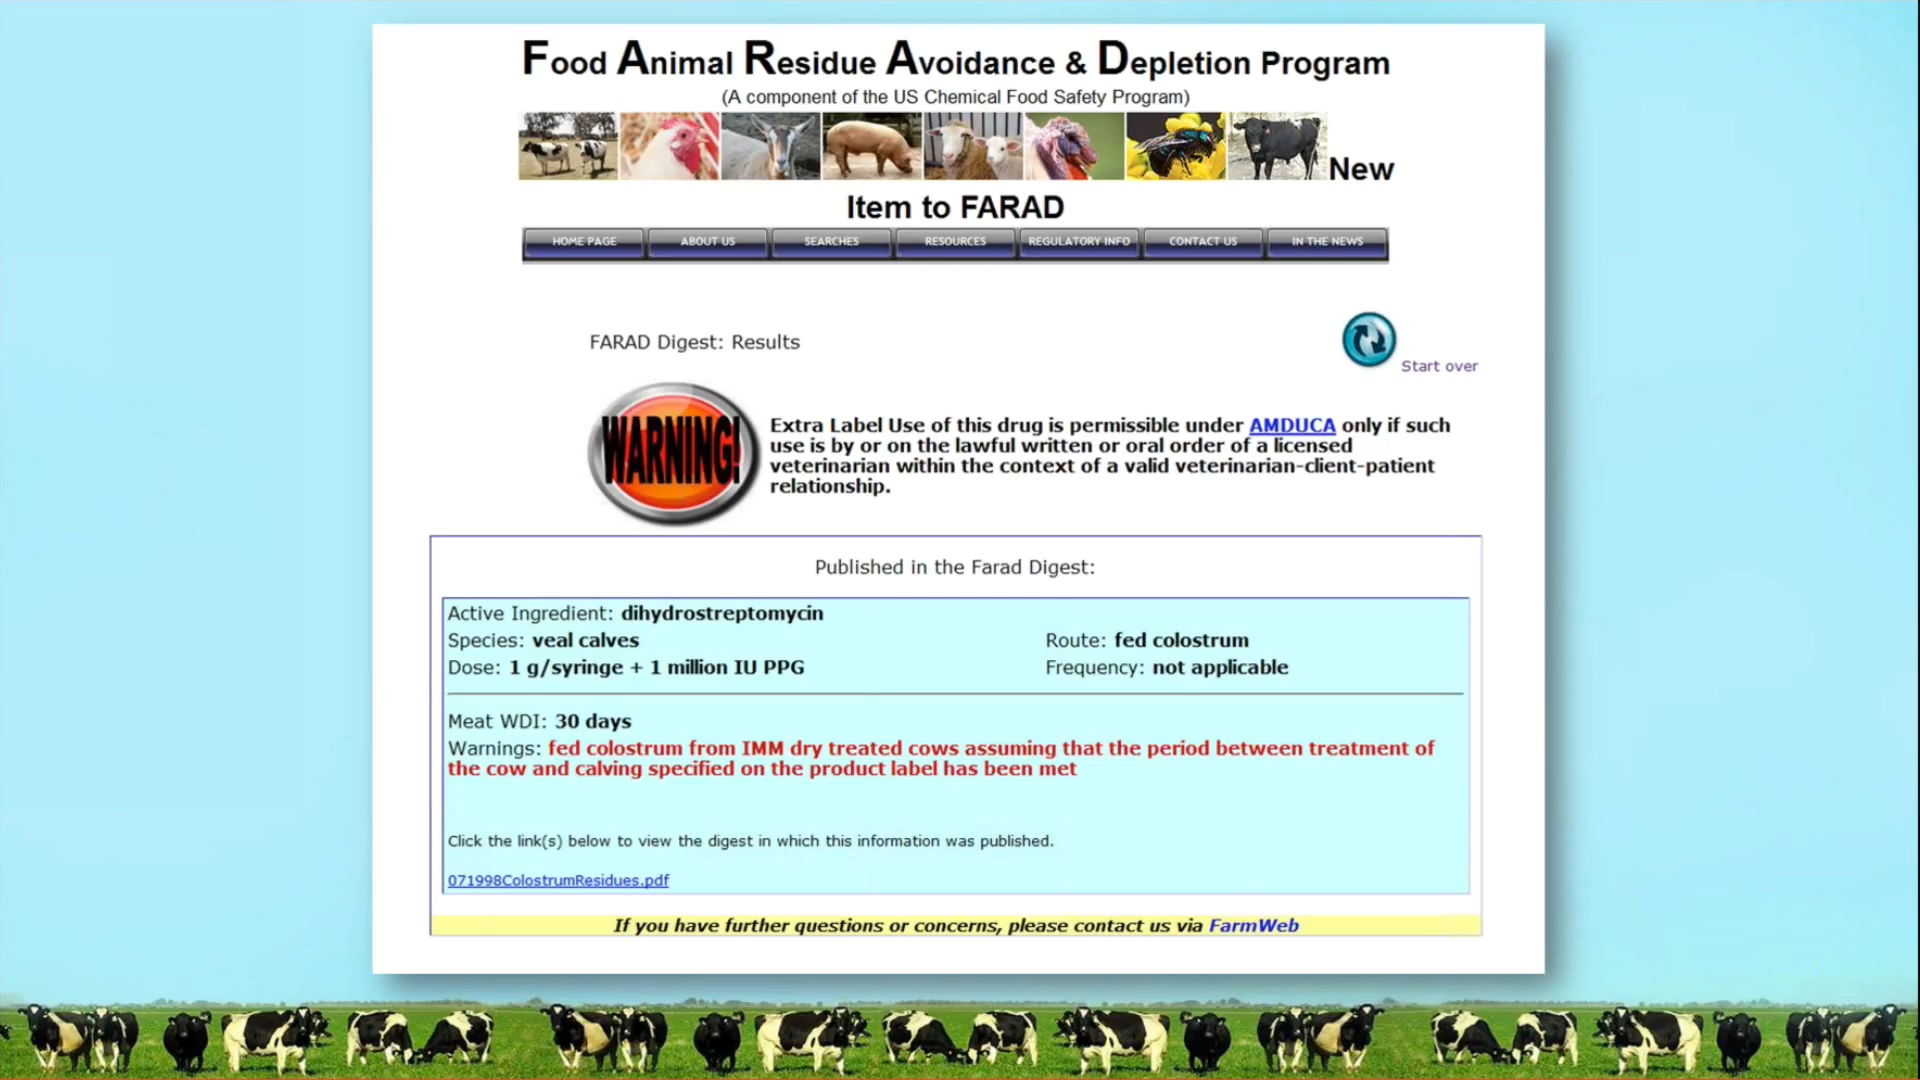 Food Animal Residue Avoidance & Depletion Program
(A component of the US Chemical Food Safety Program)
New
Item to FARAD
HOME PAGE ABOUT US SEARCHES RESOURCES REGULATORY INFO CONTACT US IN THE NEWS
FARAD Digest: Results
Start over
WARNING!
Extra Label Use of this drug is permissible under AMDUCA only if such
use is by or on the lawful written or oral order of a licensed
veterinarian within the context of a valid veterinarian-client-patient
relationship.
Published in the Farad Digest:
Active Ingredient: dihydrostreptomycin
Species: veal calves Route: fed colostrum
Dose: 1 g/syringe + 1 million IU PPG Frequency: not applicable
Meat WDI: 30 days
Warnings: fed colostrum from IMM dry treated cows assuming that the period between treatment of
the cow and calving specified on the product label has been met
Click the link(s) below to view the digest in which this information was published.
071998ColostrumResidues.pdf
If you have further questions or concerns, please contact us via FarmWeb